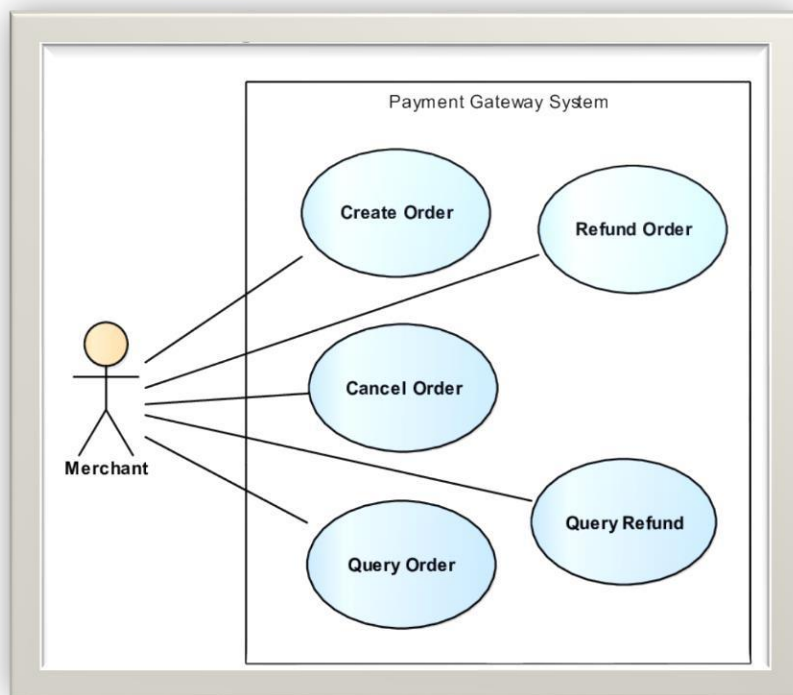 Payment Gateway System
Create Order
Refund Order
Cancel Order
Merchant
Query Refund
Query Order